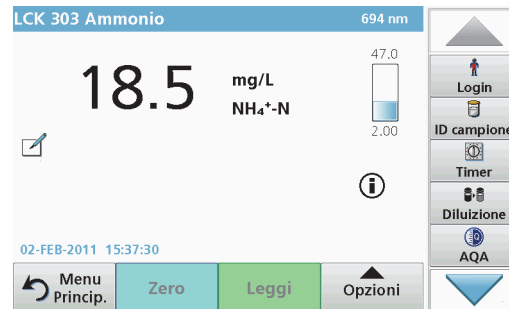 LCK 303 Ammonio 694 nm
47.0
18.5 mg/L
NH₄⁺-N
2.00
02-FEB-2011 15:37:30
Menu
Princip.
Zero
Leggi
Opzioni
Login
ID campione
Timer
Diluizione
AQA